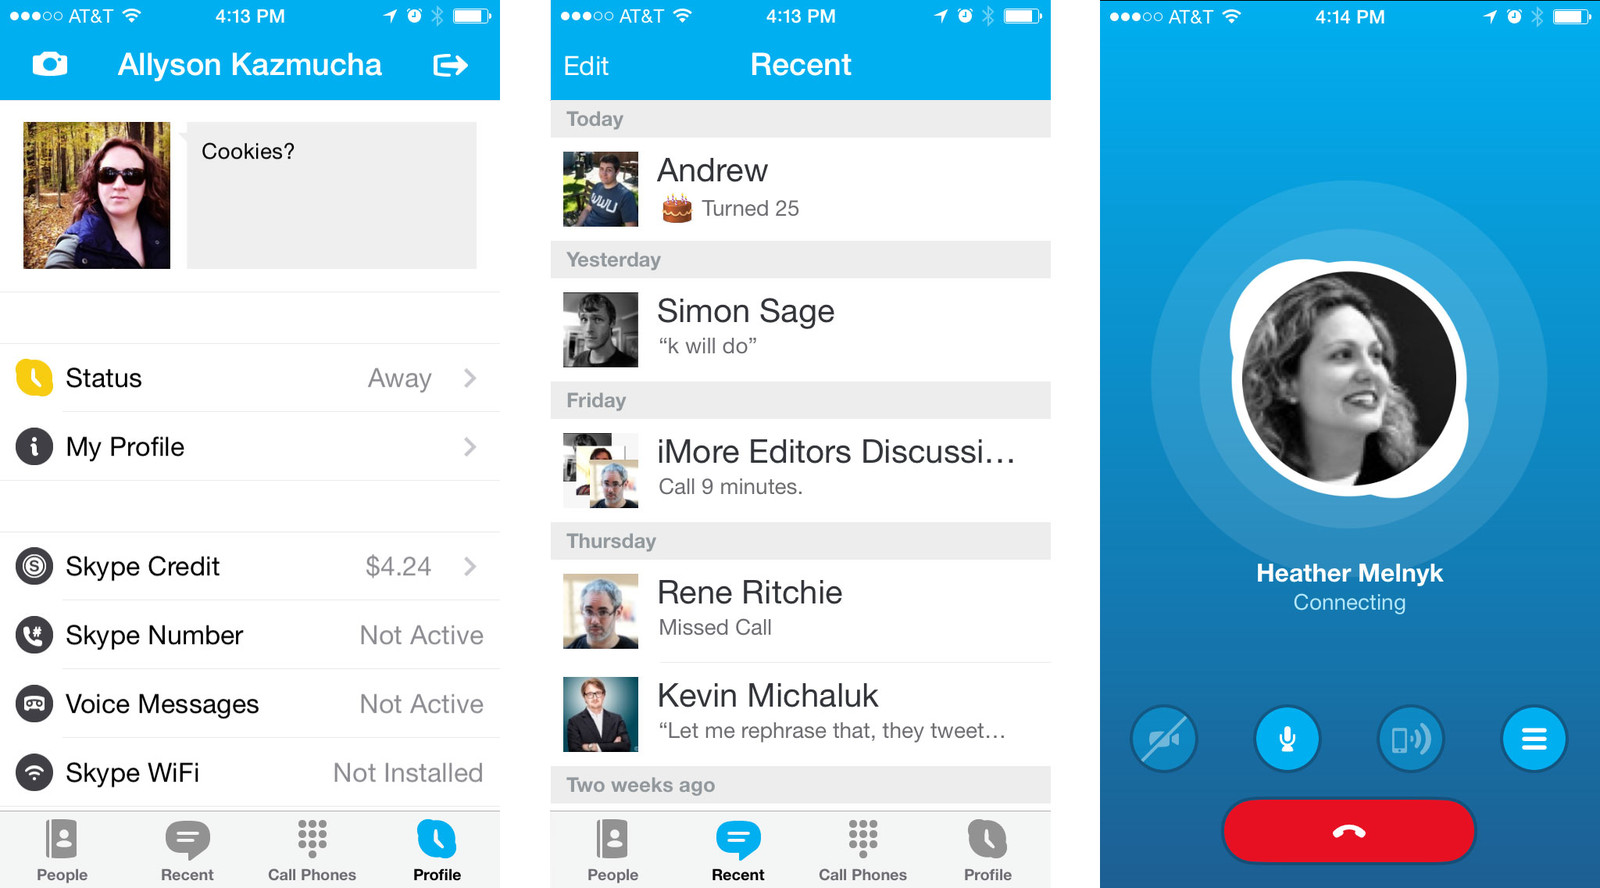 AT&T 4:13 PM
Allyson Kazmucha
Cookies?
Status Away
My Profile
Skype Credit $4.24
Skype Number Not Active
Voice Messages Not Active
Skype WiFi Not Installed
People Recent Call Phones Profile
AT&T 4:13 PM
Edit Recent
Today
Andrew
WWU
Turned 25
Yesterday
Simon Sage
“k will do”
Friday
iMore Editors Discussi…
Call 9 minutes.
Thursday
Rene Ritchie
Missed Call
Kevin Michaluk
“Let me rephrase that, they tweet…
Two weeks ago
People Recent Call Phones Profile
AT&T 4:14 PM
Heather Melnyk
Connecting